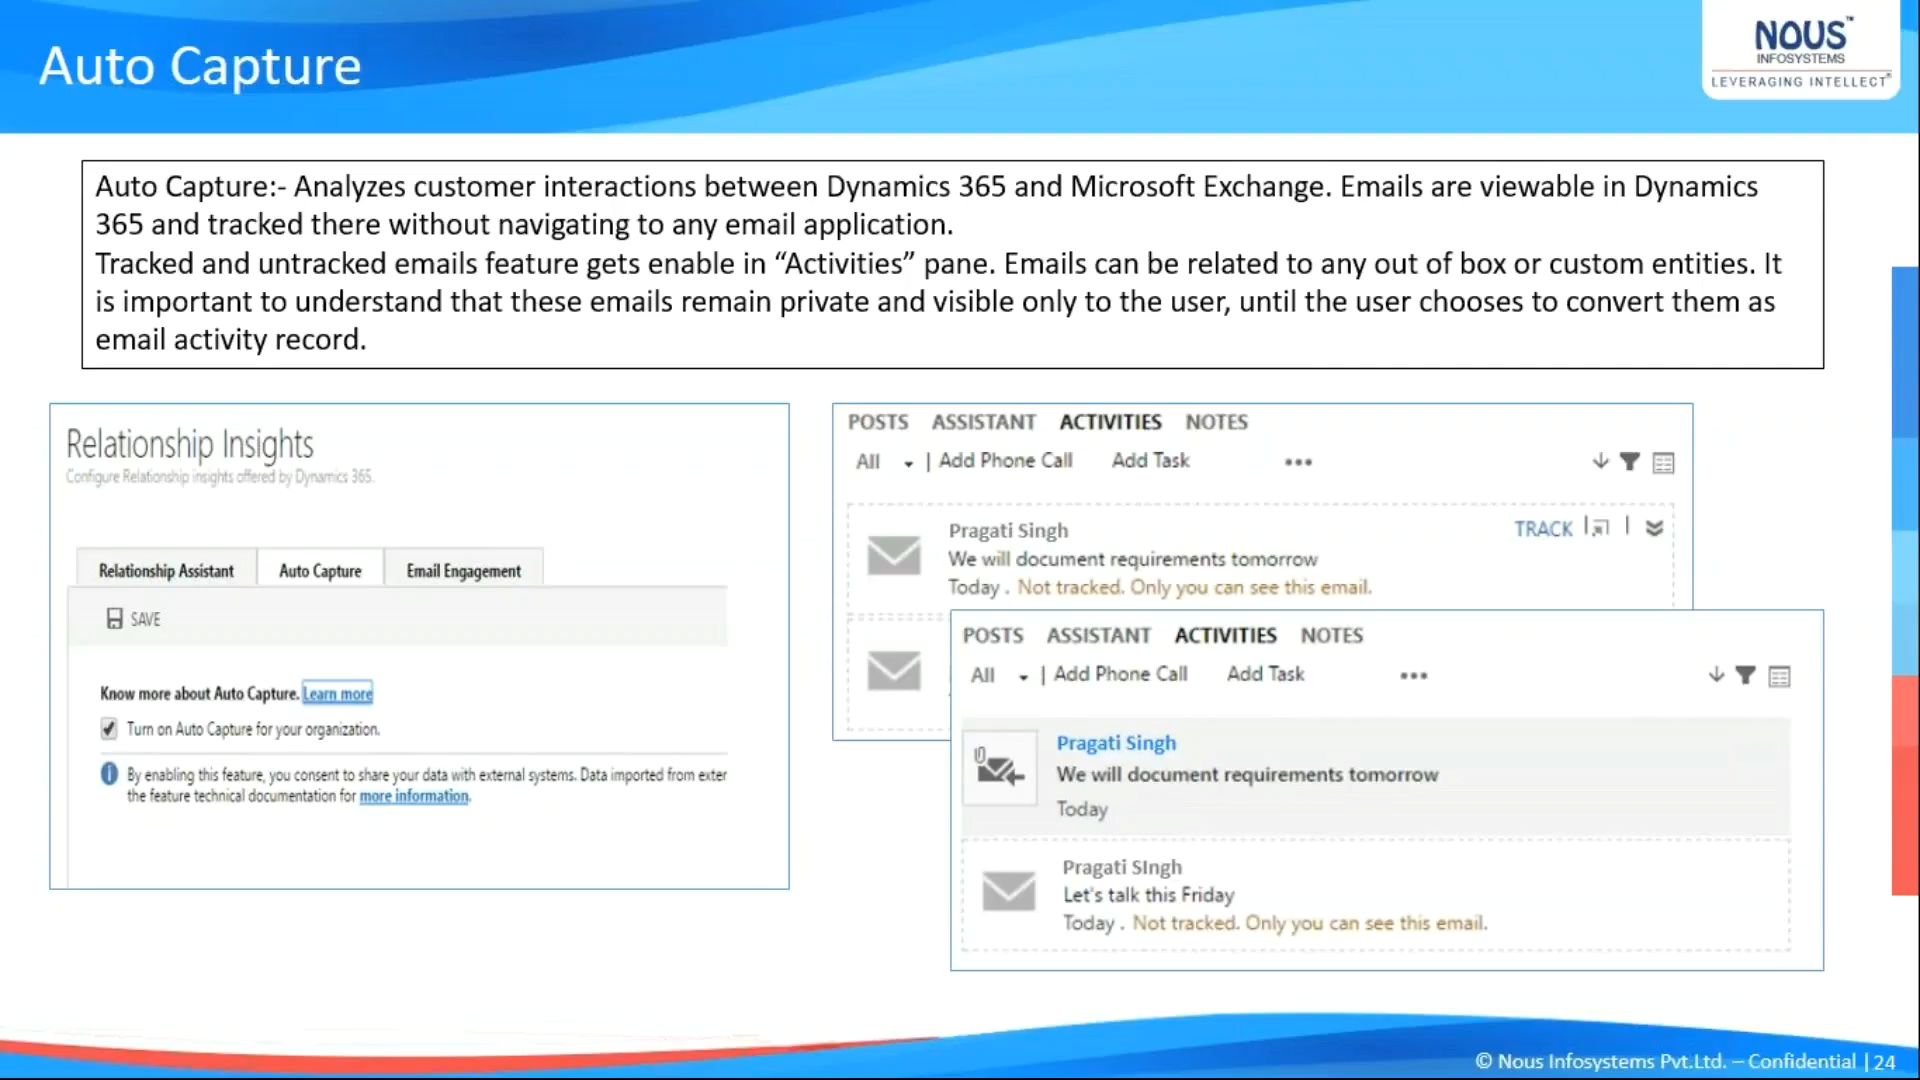 Auto Capture
NOUS™
INFOSYSTEMS
LEVERAGING INTELLECT
Auto Capture:- Analyzes customer interactions between Dynamics 365 and Microsoft Exchange. Emails are viewable in Dynamics
365 and tracked there without navigating to any email application.
Tracked and untracked emails feature gets enable in “Activities” pane. Emails can be related to any out of box or custom entities. It
is important to understand that these emails remain private and visible only to the user, until the user chooses to convert them as
email activity record.
Relationship Insights
Configure Relationship insights offered by Dynamics 365.
Relationship Assistant Auto Capture Email Engagement
SAVE
Know more about Auto Capture. Learn more
Turn on Auto Capture for your organization.
By enabling this feature, you consent to share your data with external systems. Data imported from exter
the feature technical documentation for more information.
POSTS ASSISTANT ACTIVITIES NOTES
All | Add Phone Call Add Task •••
Pragati Singh TRACK
We will document requirements tomorrow
Today . Not tracked. Only you can see this email.
POSTS ASSISTANT ACTIVITIES NOTES
All | Add Phone Call Add Task •••
Pragati Singh
We will document requirements tomorrow
Today
Pragati SIngh
Let's talk this Friday
Today . Not tracked. Only you can see this email.
© Nous Infosystems Pvt.Ltd. – Confidential | 24